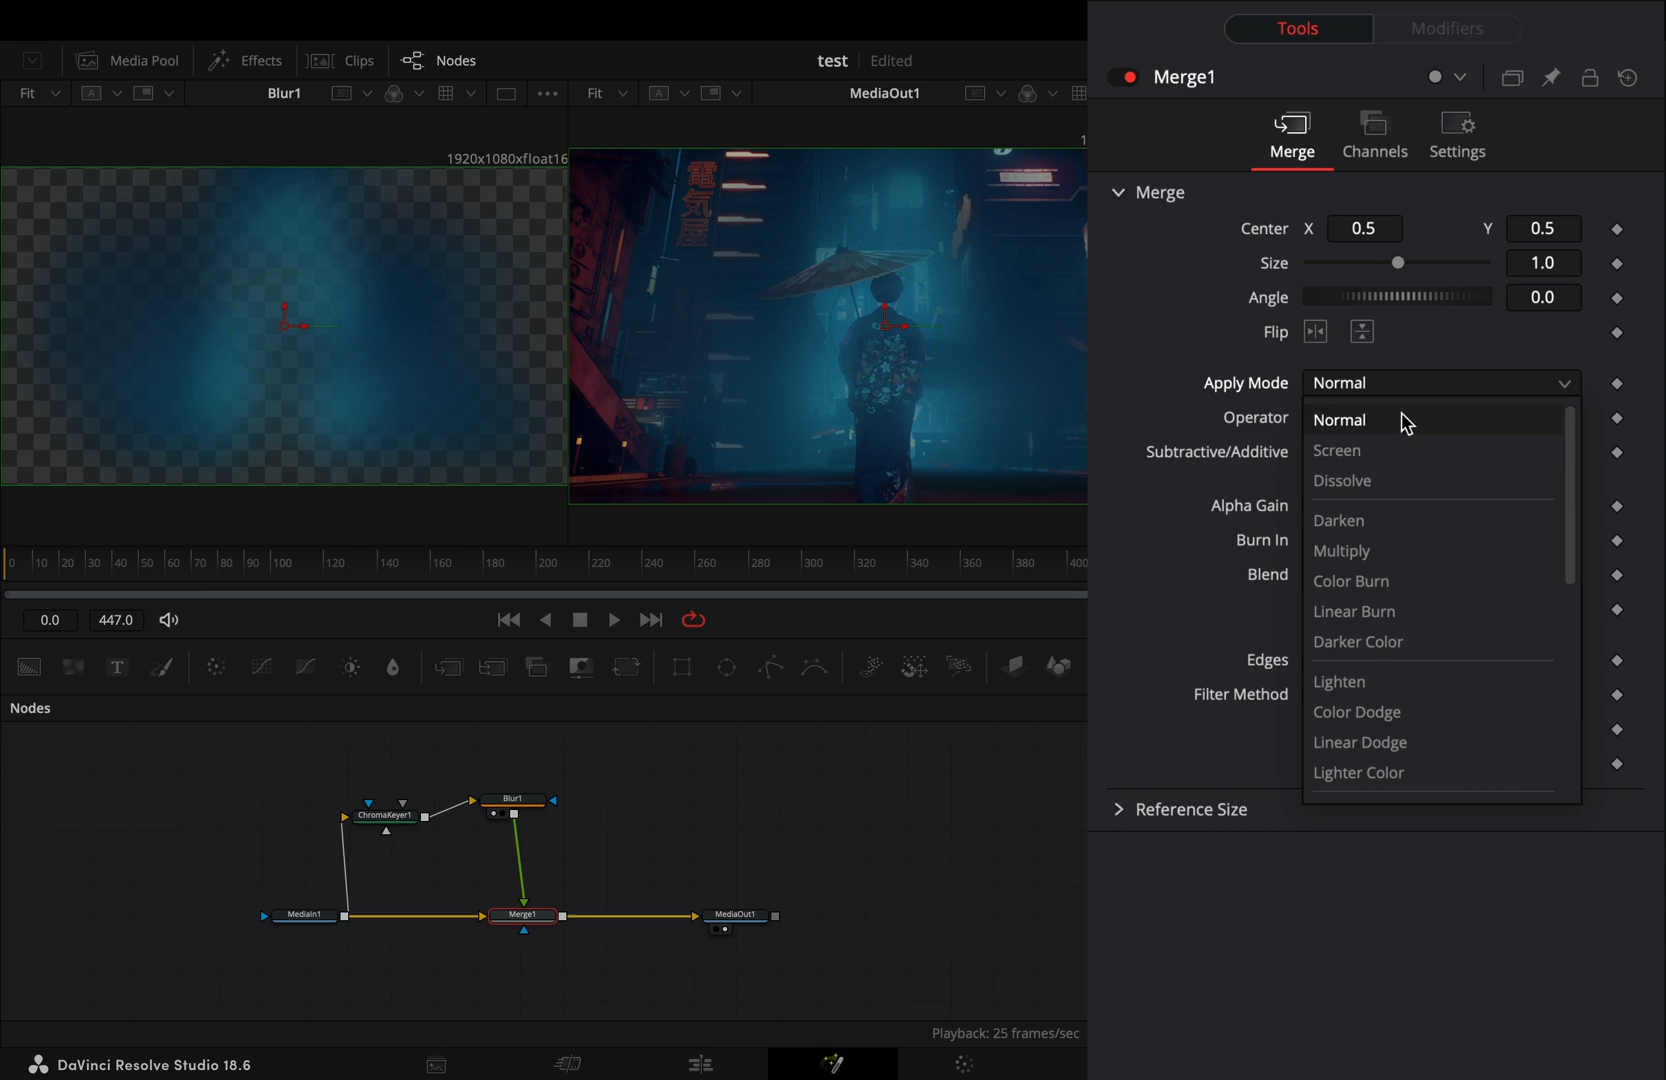 Tools
Modifiers
Media Pool
Effects
Clips
Nodes
test
Edited
Merge1
Fit
A
Blur1
Fit
A
MediaOut1
Merge
Channels
Settings
1920x1080xfloat16
1
電気屋
Merge
Center X 0.5 Y 0.5
Size 1.0
Angle 0.0
Flip
Apply Mode Normal
Operator
Subtractive/Additive
Alpha Gain
Burn In
Blend
Edges
Filter Method
Normal
Screen
Dissolve
Darken
Multiply
Color Burn
Linear Burn
Darker Color
Lighten
Color Dodge
Linear Dodge
Lighter Color
Reference Size
0 10 20 30 40 50 60 70 80 90 100 120 140 160 180 200 220 240 260 280 300 320 340 360 380 400
0.0 447.0
T
Nodes
ChromaKeyer1
Blur1
MediaIn1
Merge1
MediaOut1
Playback: 25 frames/sec
DaVinci Resolve Studio 18.6